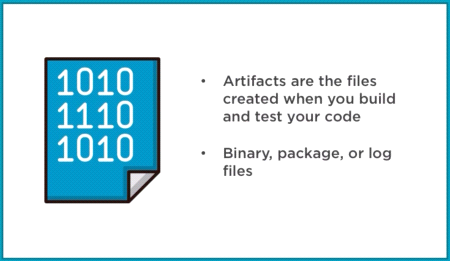 1010
1110
1010
• Artifacts are the files
created when you build
and test your code
• Binary, package, or log
files